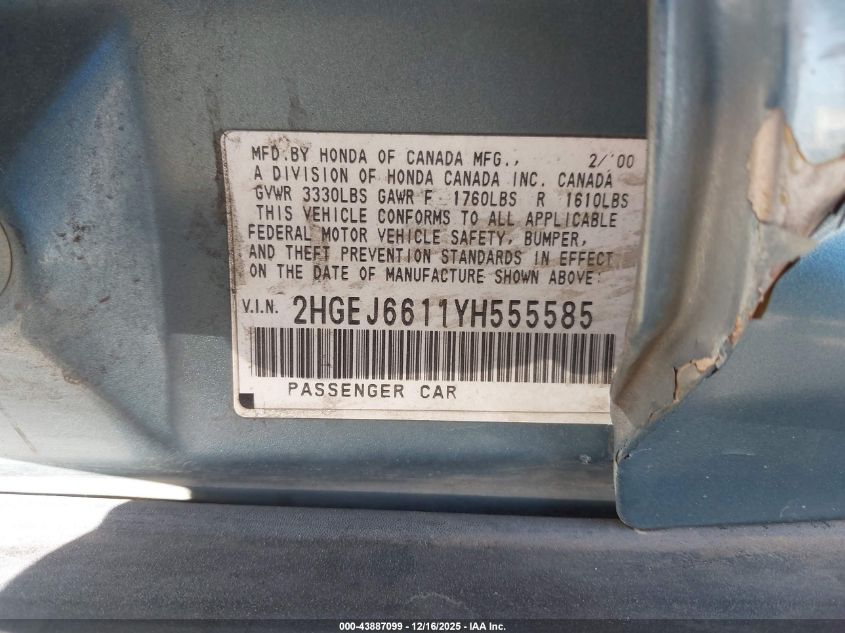 MFD.BY HONDA OF CANADA MFG., 2/'00
A DIVISION OF HONDA CANADA INC. CANADA
GVWR 3330LBS GAWR F 1760LBS R 1610LBS
THIS VEHICLE CONFORMS TO ALL APPLICABLE
FEDERAL MOTOR VEHICLE SAFETY, BUMPER,
AND THEFT PREVENTION STANDARDS IN EFFECT
ON THE DATE OF MANUFACTURE SHOWN ABOVE:
V.I.N. 2HGEJ6611YH555585
PASSENGER CAR
000-43887099 - 12/16/2025 - IAA Inc.